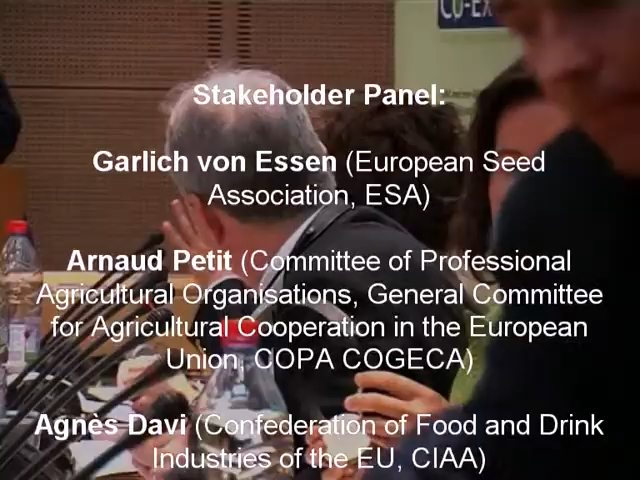 CO-EX
Stakeholder Panel:
Garlich von Essen (European Seed
Association, ESA)
Arnaud Petit (Committee of Professional
Agricultural Organisations, General Committee
for Agricultural Cooperation in the European
Union, COPA COGECA)
Agnès Davi (Confederation of Food and Drink
Industries of the EU, CIAA)